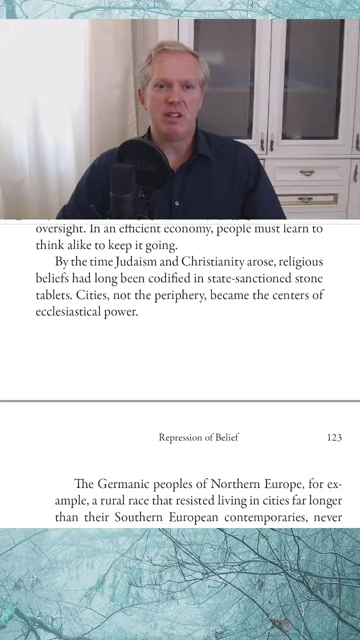 oversight. In an efficient economy, people must learn to
think alike to keep it going.
By the time Judaism and Christianity arose, religious
beliefs had long been codified in state-sanctioned stone
tablets. Cities, not the periphery, became the centers of
ecclesiastical power.
Repression of Belief 123
The Germanic peoples of Northern Europe, for ex-
ample, a rural race that resisted living in cities far longer
than their Southern European contemporaries, never